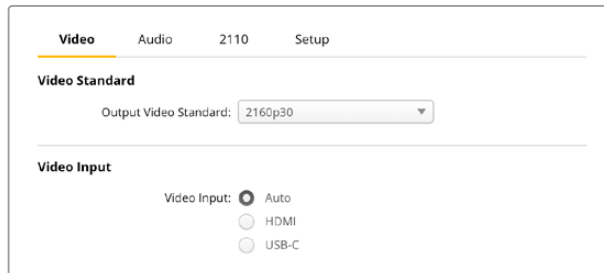 Video Audio 2110 Setup
Video Standard
Output Video Standard: 2160p30
Video Input
Video Input: Auto
HDMI
USB-C